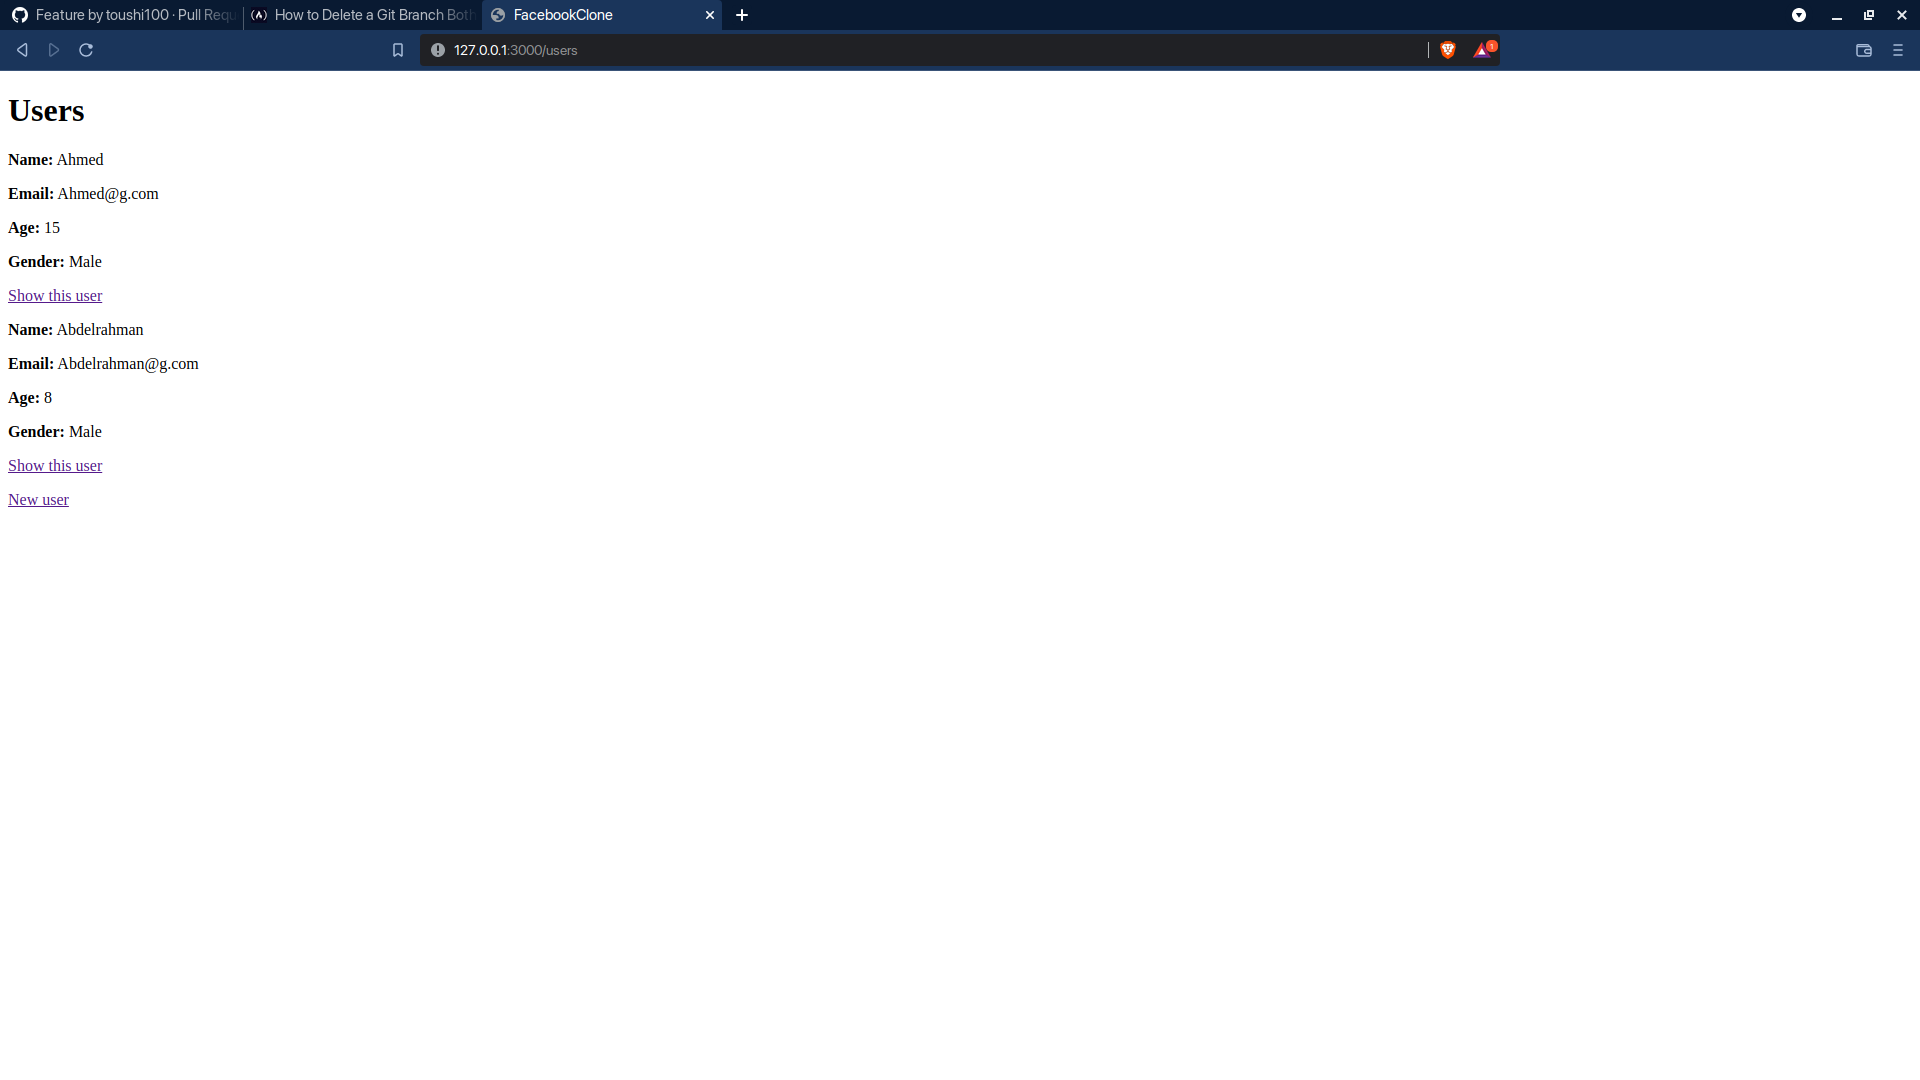 Feature by toushi100 · Pull Requ
How to Delete a Git Branch Both
FacebookClone
127.0.0.1:3000/users
1
Users
Name: Ahmed
Email: Ahmed@g.com
Age: 15
Gender: Male
Show this user
Name: Abdelrahman
Email: Abdelrahman@g.com
Age: 8
Gender: Male
Show this user
New user